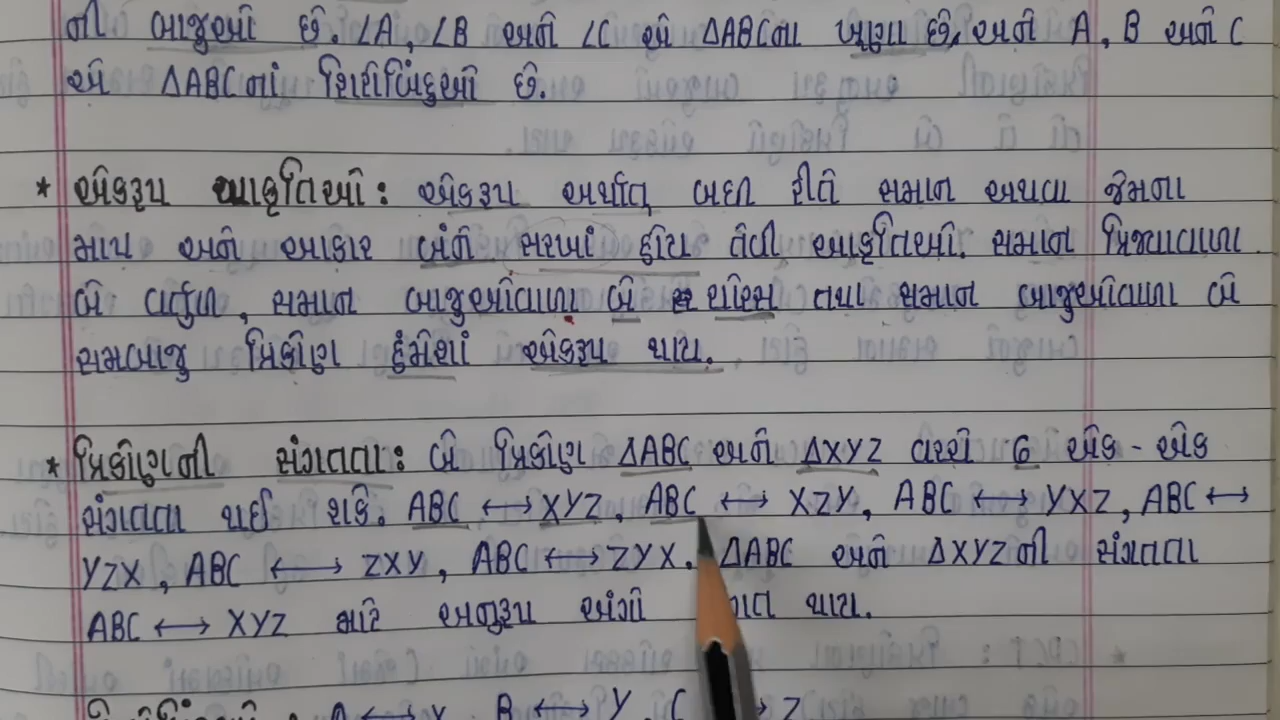 ની બાજુઓ છે. ∠A, ∠B અને ∠C એ ΔABCના ખૂણા છે. અને A, B અને C
એ ΔABCનાં શિરોબિંદુઓ છે.
* એકરૂપ આકૃતિઓ: એકરૂપ અર્થાત્ બધી રીતે સમાન અથવા જેમના
માપ અને આકાર બંને સરખાં હોય તેવી આકૃતિઓ. સમાન ત્રિજ્યાવાળા
બે વર્તુળ, સમાન બાજુઓવાળા બે ચોરસ તથા સમાન બાજુઓવાળા બે
સમબાજુ ત્રિકોણ હંમેશાં એકરૂપ થાય.
* ત્રિકોણની સંગતતા: બે ત્રિકોણ ΔABC અને ΔXYZ વચ્ચે 6 એક-એક
સંગતતા થઈ શકે. ABC ↔ XYZ, ABC ↔ XZY, ABC ↔ YXZ, ABC ↔
YZX, ABC ↔ ZXY, ABC ↔ ZYX. ΔABC અને ΔXYZની સંગતતા
ABC ↔ XYZ માટે અનુરૂપ અંગો થાય.
B ↔ Y, C Z